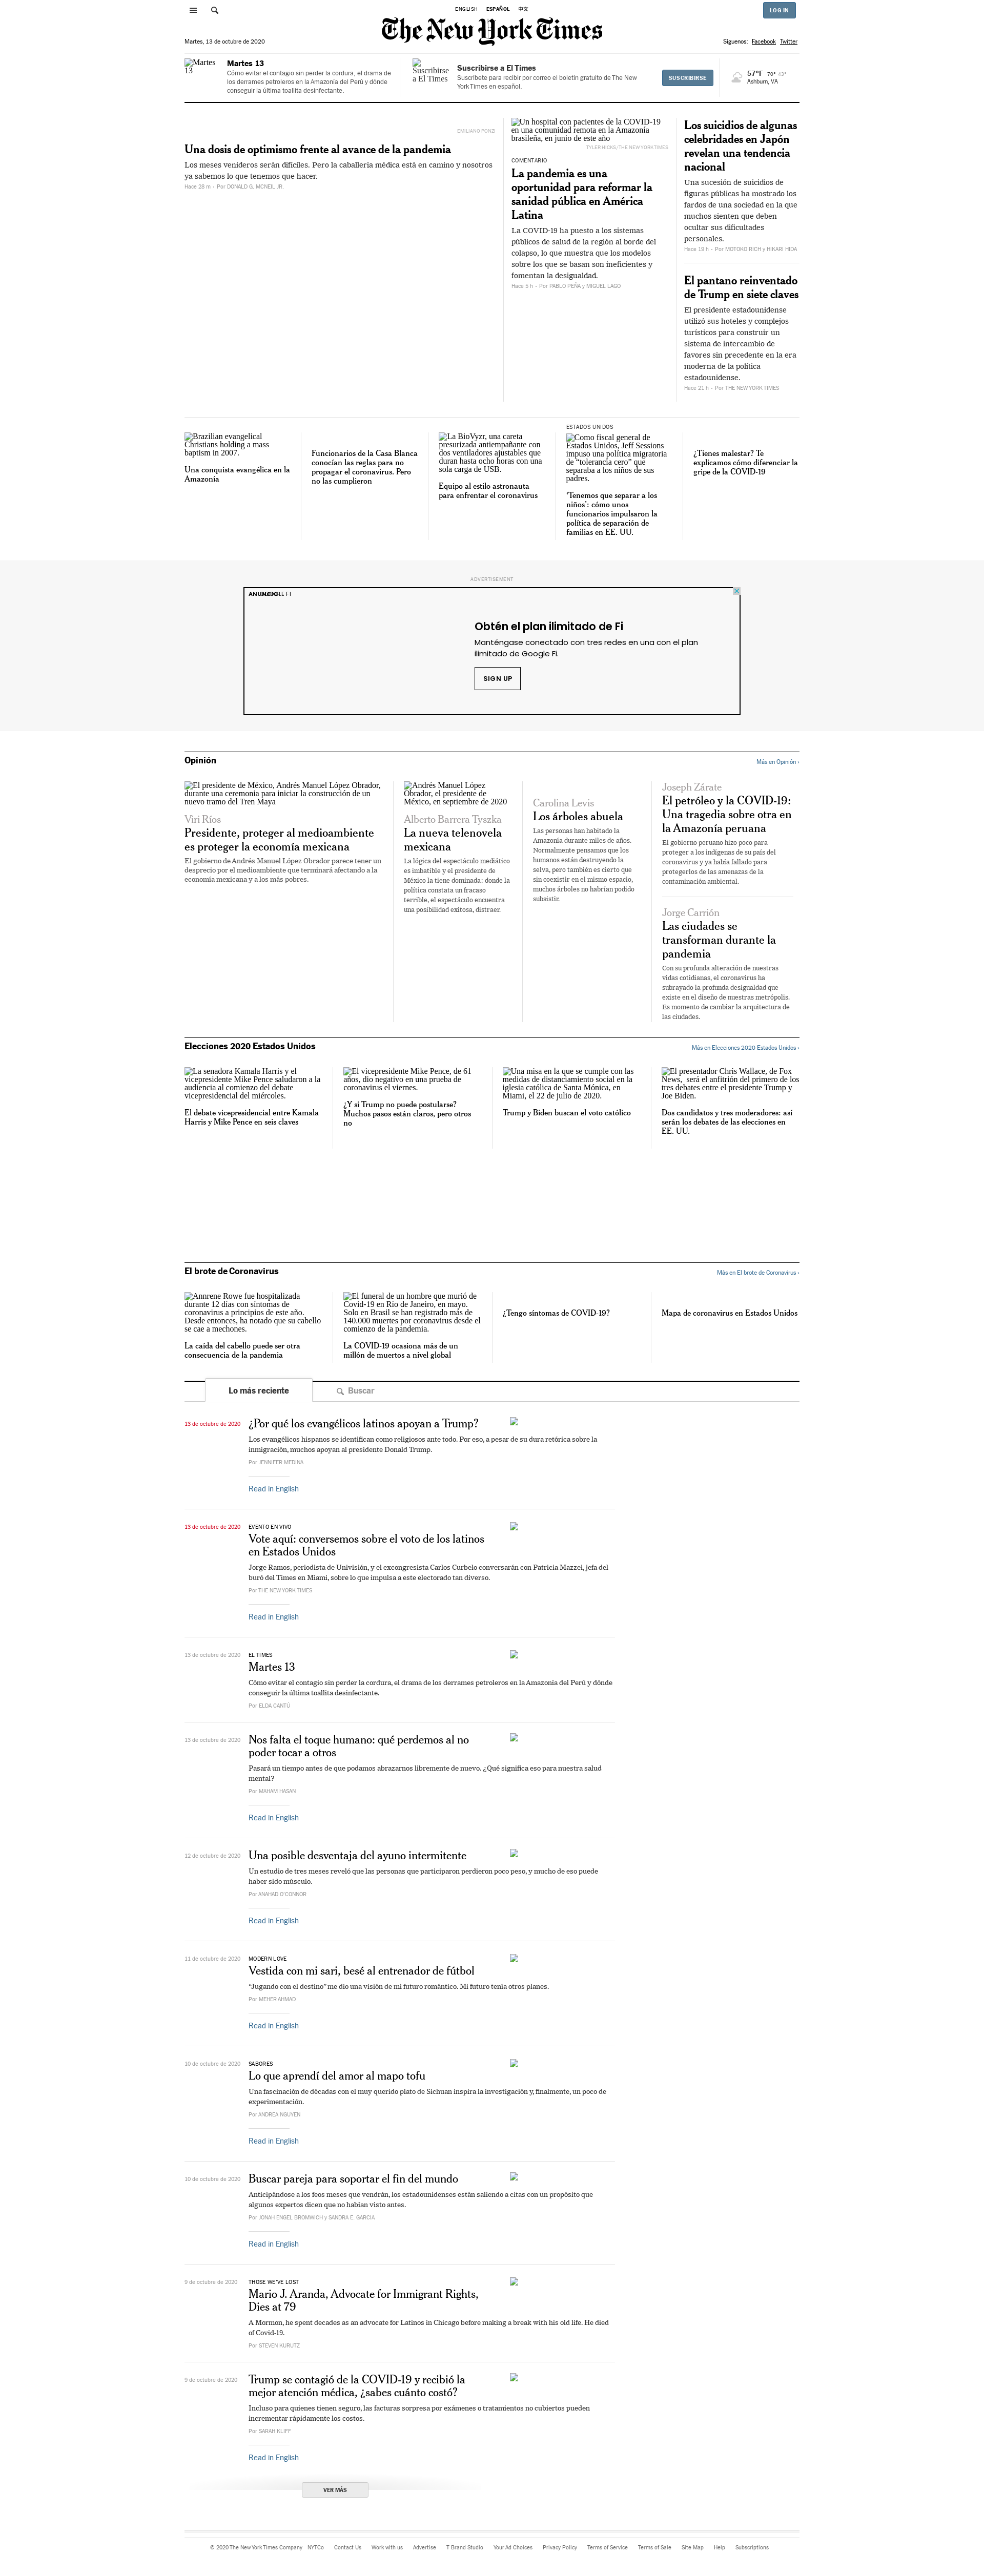 ENGLISH ESPAÑOL 中文
LOG IN
The New York Times
Martes, 13 de octubre de 2020
Síguenos: Facebook Twitter
Martes 13
Martes 13
Cómo evitar el contagio sin perder la cordura, el drama de
los derrames petroleros en la Amazonía del Perú y dónde
conseguir la última toallita desinfectante.
Suscribirse a El Times
Suscribirse a El Times
Suscríbete para recibir por correo el boletín gratuito de The New
York Times en español.
SUSCRIBIRSE
57°F 70° 43°
Ashburn, VA
EMILIANO PONZI
Una dosis de optimismo frente al avance de la pandemia
Los meses venideros serán difíciles. Pero la caballería médica está en camino y nosotros
ya sabemos lo que tenemos que hacer.
Hace 28 m – Por DONALD G. MCNEIL JR.
Un hospital con pacientes de la COVID-19
en una comunidad remota en la Amazonía
brasileña, en junio de este año
TYLER HICKS/THE NEW YORK TIMES
COMENTARIO
La pandemia es una
oportunidad para reformar la
sanidad pública en América
Latina
La COVID-19 ha puesto a los sistemas
públicos de salud de la región al borde del
colapso, lo que muestra que los modelos
sobre los que se basan son ineficientes y
fomentan la desigualdad.
Hace 5 h – Por PABLO PEÑA y MIGUEL LAGO
Los suicidios de algunas
celebridades en Japón
revelan una tendencia
nacional
Una sucesión de suicidios de
figuras públicas ha mostrado los
fardos de una sociedad en la que
muchos sienten que deben
ocultar sus dificultades
personales.
Hace 19 h – Por MOTOKO RICH y HIKARI HIDA
El pantano reinventado
de Trump en siete claves
El presidente estadounidense
utilizó sus hoteles y complejos
turísticos para construir un
sistema de intercambio de
favores sin precedente en la era
moderna de la política
estadounidense.
Hace 21 h – Por THE NEW YORK TIMES
Brazilian evangelical
Christians holding a mass
baptism in 2007.
Una conquista evangélica en la
Amazonía
Funcionarios de la Casa Blanca
conocían las reglas para no
propagar el coronavirus. Pero
no las cumplieron
La BioVyzr, una careta
presurizada antiempañante con
dos ventiladores ajustables que
duran hasta ocho horas con una
sola carga de USB.
Equipo al estilo astronauta
para enfrentar el coronavirus
ESTADOS UNIDOS
Como fiscal general de
Estados Unidos, Jeff Sessions
impuso una política migratoria
de “tolerancia cero” que
separaba a los niños de sus
padres.
‘Tenemos que separar a los
niños’: cómo unos
funcionarios impulsaron la
política de separación de
familias en EE. UU.
¿Tienes malestar? Te
explicamos cómo diferenciar la
gripe de la COVID-19
ADVERTISEMENT
ANUNCIO
Obtén el plan ilimitado de Fi
Manténgase conectado con tres redes en una con el plan
ilimitado de Google Fi.
SIGN UP
Opinión
Más en Opinión ›
El presidente de México, Andrés Manuel López Obrador,
durante una ceremonia para iniciar la construcción de un
nuevo tramo del Tren Maya
Viri Ríos
Presidente, proteger al medioambiente
es proteger la economía mexicana
El gobierno de Andrés Manuel López Obrador parece tener un
desprecio por el medioambiente que terminará afectando a la
economía mexicana y a los más pobres.
Andrés Manuel López
Obrador, el presidente de
México, en septiembre de 2020
Alberto Barrera Tyszka
La nueva telenovela
mexicana
La lógica del espectáculo mediático
es imbatible y el presidente de
México la tiene dominada: donde la
política constata un fracaso
terrible, el espectáculo encuentra
una posibilidad exitosa, distraer.
Carolina Levis
Los árboles abuela
Las personas han habitado la
Amazonía durante miles de años.
Normalmente pensamos que los
humanos están destruyendo la
selva, pero también es cierto que
sin coexistir en el mismo espacio,
muchos árboles no habrían podido
subsistir.
Joseph Zárate
El petróleo y la COVID-19:
Una tragedia sobre otra en
la Amazonía peruana
El gobierno peruano hizo poco para
proteger a los indígenas de su país del
coronavirus y ya había fallado para
protegerlos de las amenazas de la
contaminación ambiental.
Jorge Carrión
Las ciudades se
transforman durante la
pandemia
Con su profunda alteración de nuestras
vidas cotidianas, el coronavirus ha
subrayado la profunda desigualdad que
existe en el diseño de nuestras metrópolis.
Es momento de cambiar la arquitectura de
las ciudades.
Elecciones 2020 Estados Unidos
Más en Elecciones 2020 Estados Unidos ›
La senadora Kamala Harris y el
vicepresidente Mike Pence saludaron a la
audiencia al comienzo del debate
vicepresidencial del miércoles.
El debate vicepresidencial entre Kamala
Harris y Mike Pence en seis claves
El vicepresidente Mike Pence, de 61
años, dio negativo en una prueba de
coronavirus el viernes.
¿Y si Trump no puede postularse?
Muchos pasos están claros, pero otros
no
Una misa en la que se cumple con las
medidas de distanciamiento social en la
iglesia católica de Santa Mónica, en
Miami, el 22 de julio de 2020.
Trump y Biden buscan el voto católico
El presentador Chris Wallace, de Fox
News, será el anfitrión del primero de los
tres debates entre el presidente Trump y
Joe Biden.
Dos candidatos y tres moderadores: así
serán los debates de las elecciones en
EE. UU.
El brote de Coronavirus
Más en El brote de Coronavirus ›
Annrene Rowe fue hospitalizada
durante 12 días con síntomas de
coronavirus a principios de este año.
Desde entonces, ha notado que su cabello
se cae a mechones.
La caída del cabello puede ser otra
consecuencia de la pandemia
El funeral de un hombre que murió de
Covid-19 en Río de Janeiro, en mayo.
Solo en Brasil se han registrado más de
140.000 muertes por coronavirus desde el
comienzo de la pandemia.
La COVID-19 ocasiona más de un
millón de muertos a nivel global
¿Tengo síntomas de COVID-19?
Mapa de coronavirus en Estados Unidos
Lo más reciente
Buscar
13 de octubre de 2020
¿Por qué los evangélicos latinos apoyan a Trump?
Los evangélicos hispanos se identifican como religiosos ante todo. Por eso, a pesar de su dura retórica sobre la
inmigración, muchos apoyan al presidente Donald Trump.
Por JENNIFER MEDINA
Read in English
13 de octubre de 2020
EVENTO EN VIVO
Vote aquí: conversemos sobre el voto de los latinos
en Estados Unidos
Jorge Ramos, periodista de Univisión, y el excongresista Carlos Curbelo conversarán con Patricia Mazzei, jefa del
buró del Times en Miami, sobre lo que impulsa a este electorado tan diverso.
Por THE NEW YORK TIMES
Read in English
13 de octubre de 2020
EL TIMES
Martes 13
Cómo evitar el contagio sin perder la cordura, el drama de los derrames petroleros en la Amazonía del Perú y dónde
conseguir la última toallita desinfectante.
Por ELDA CANTÚ
13 de octubre de 2020
Nos falta el toque humano: qué perdemos al no
poder tocar a otros
Pasará un tiempo antes de que podamos abrazarnos libremente de nuevo. ¿Qué significa eso para nuestra salud
mental?
Por MAHAM HASAN
Read in English
12 de octubre de 2020
Una posible desventaja del ayuno intermitente
Un estudio de tres meses reveló que las personas que participaron perdieron poco peso, y mucho de eso puede
haber sido músculo.
Por ANAHAD O'CONNOR
Read in English
11 de octubre de 2020
MODERN LOVE
Vestida con mi sari, besé al entrenador de fútbol
“Jugando con el destino” me dio una visión de mi futuro romántico. Mi futuro tenía otros planes.
Por MEHER AHMAD
Read in English
10 de octubre de 2020
SABORES
Lo que aprendí del amor al mapo tofu
Una fascinación de décadas con el muy querido plato de Sichuan inspira la investigación y, finalmente, un poco de
experimentación.
Por ANDREA NGUYEN
Read in English
10 de octubre de 2020
Buscar pareja para soportar el fin del mundo
Anticipándose a los feos meses que vendrán, los estadounidenses están saliendo a citas con un propósito que
algunos expertos dicen que no habían visto antes.
Por JONAH ENGEL BROMWICH y SANDRA E. GARCIA
Read in English
9 de octubre de 2020
THOSE WE'VE LOST
Mario J. Aranda, Advocate for Immigrant Rights,
Dies at 79
A Mormon, he spent decades as an advocate for Latinos in Chicago before making a break with his old life. He died
of Covid-19.
Por STEVEN KURUTZ
9 de octubre de 2020
Trump se contagió de la COVID-19 y recibió la
mejor atención médica, ¿sabes cuánto costó?
Incluso para quienes tienen seguro, las facturas sorpresa por exámenes o tratamientos no cubiertos pueden
incrementar rápidamente los costos.
Por SARAH KLIFF
Read in English
VER MÁS
© 2020 The New York Times Company NYTCo Contact Us Work with us Advertise T Brand Studio Your Ad Choices Privacy Policy Terms of Service Terms of Sale Site Map Help Subscriptions